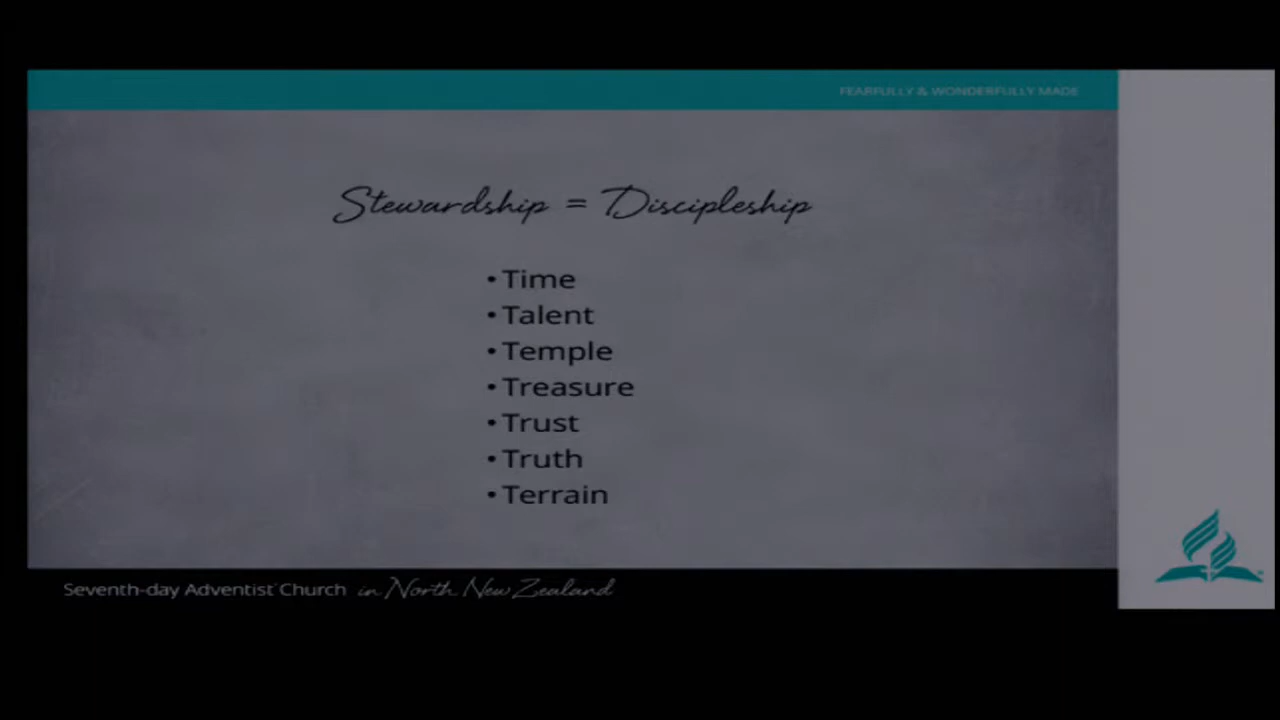 FEARFULLY & WONDERFULLY MADE
Stewardship = Discipleship
• Time
• Talent
• Temple
• Treasure
• Trust
• Truth
• Terrain
Seventh-day Adventist Church in North New Zealand